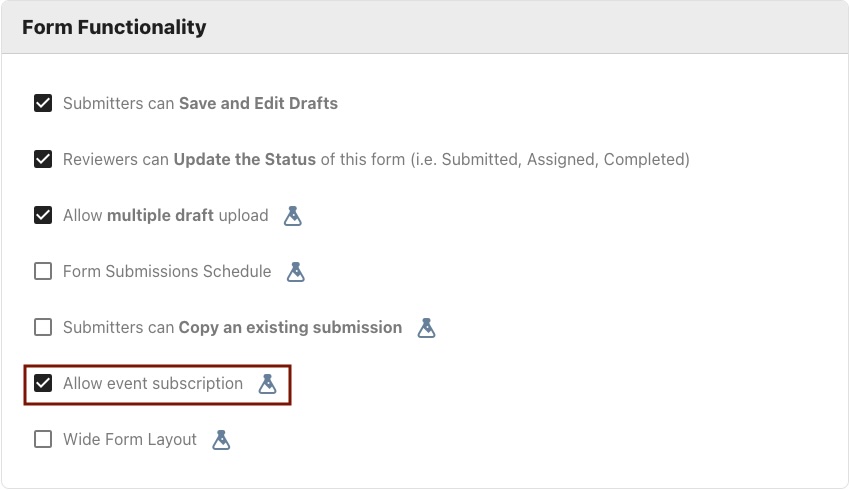 Form Functionality
Submitters can Save and Edit Drafts
Reviewers can Update the Status of this form (i.e. Submitted, Assigned, Completed)
Allow multiple draft upload
Form Submissions Schedule
Submitters can Copy an existing submission
Allow event subscription
Wide Form Layout